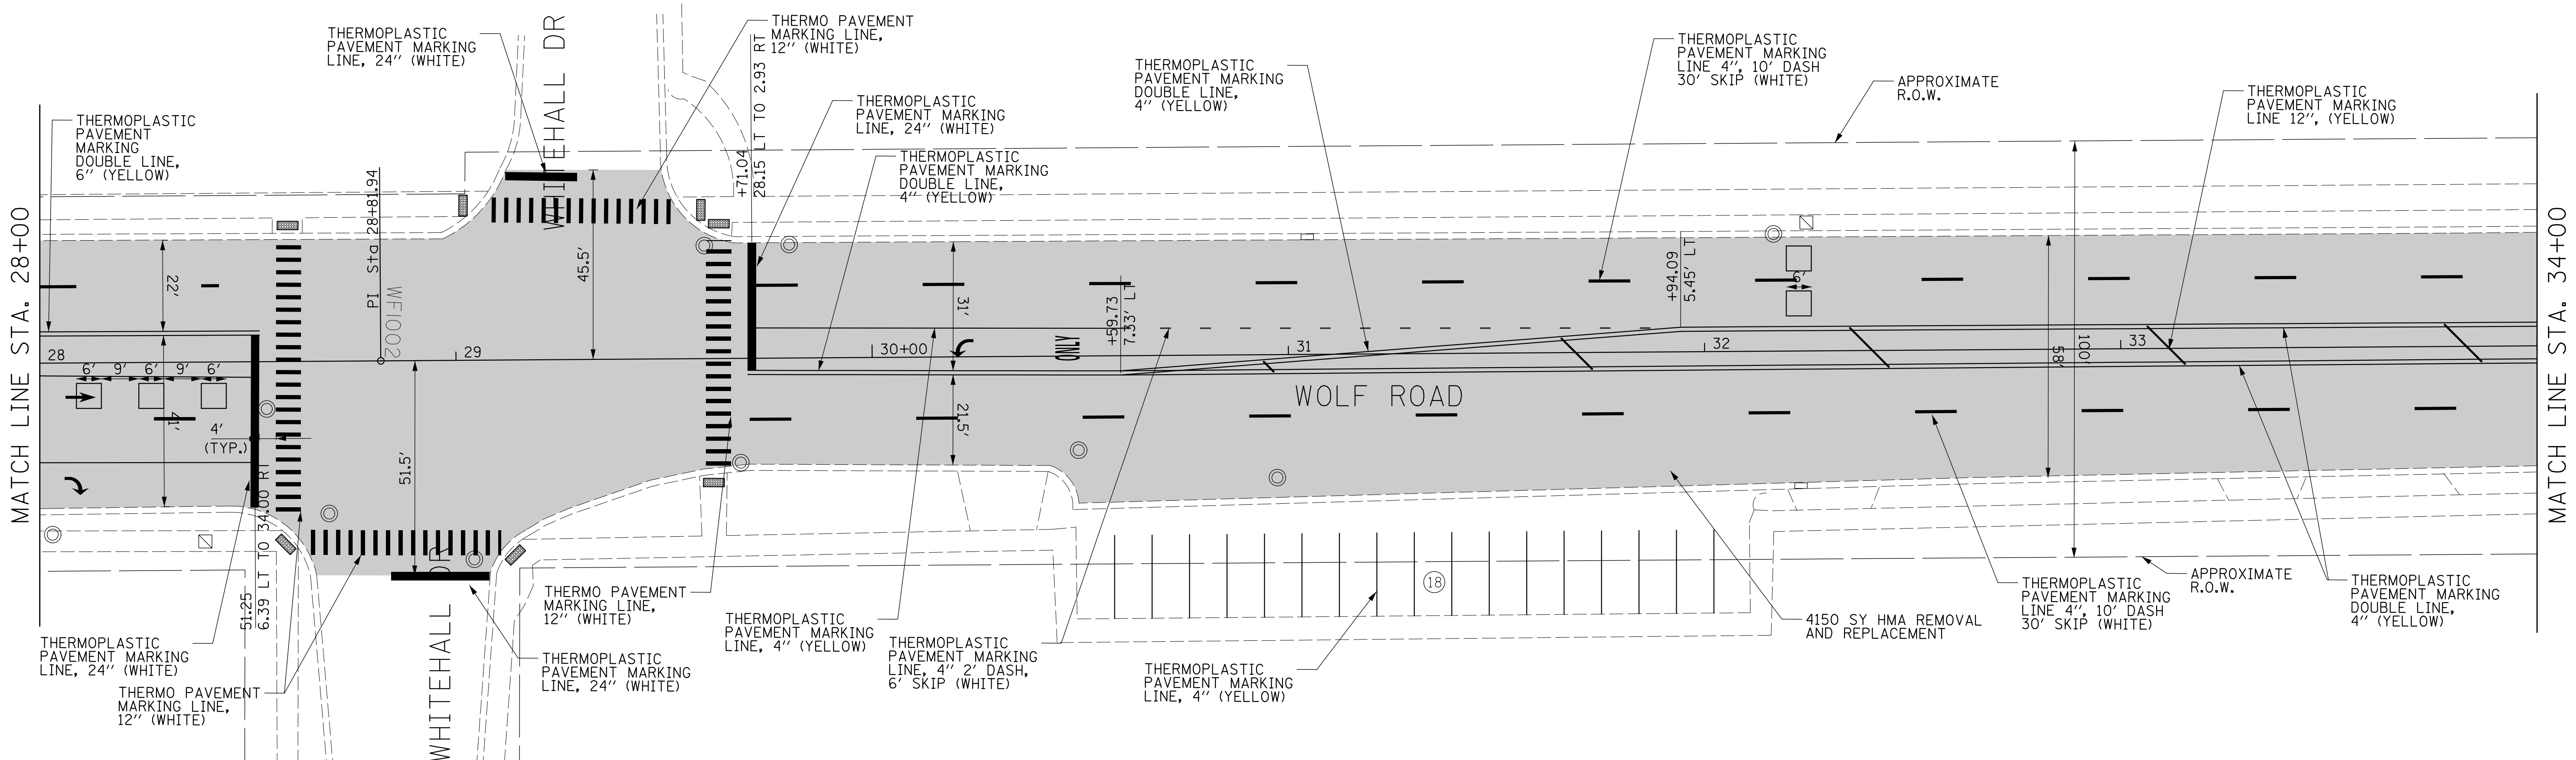 MATCH LINE STA. 28+00
THERMOPLASTIC
PAVEMENT
MARKING
DOUBLE LINE,
6" (YELLOW)
THERMOPLASTIC
PAVEMENT MARKING
LINE, 24" (WHITE)
WHITEHALL DR
THERMO PAVEMENT
MARKING LINE,
12" (WHITE)
+71.04
28.15 LT TO 2.93 RT
THERMOPLASTIC
PAVEMENT MARKING
LINE, 24" (WHITE)
THERMOPLASTIC
PAVEMENT MARKING
DOUBLE LINE,
4" (YELLOW)
THERMOPLASTIC
PAVEMENT MARKING
DOUBLE LINE,
4" (YELLOW)
THERMOPLASTIC
PAVEMENT MARKING
LINE 4", 10' DASH
30' SKIP (WHITE)
APPROXIMATE
R.O.W.
THERMOPLASTIC
PAVEMENT MARKING
LINE 12", (YELLOW)
MATCH LINE STA. 34+00
PI Sta 28+81.94
WF1002
22'
45.5'
31'
+59.73
7.33' LT
+94.09
5.45' LT
6'
58'
100'
28
29
30+00
ONLY
31
32
33
6'
9'
6'
9'
6'
41'
4'
(TYP.)
51.5'
21.5'
WOLF ROAD
51.25
6.39 LT TO 34.00 RT
THERMOPLASTIC
PAVEMENT MARKING
LINE, 24" (WHITE)
THERMO PAVEMENT
MARKING LINE,
12" (WHITE)
WHITEHALL DR
THERMO PAVEMENT
MARKING LINE,
12" (WHITE)
THERMOPLASTIC
PAVEMENT MARKING
LINE, 24" (WHITE)
THERMOPLASTIC
PAVEMENT MARKING
LINE, 4" (YELLOW)
THERMOPLASTIC
PAVEMENT MARKING
LINE, 4" 2' DASH,
6' SKIP (WHITE)
THERMOPLASTIC
PAVEMENT MARKING
LINE, 4" (YELLOW)
18
4150 SY HMA REMOVAL
AND REPLACEMENT
THERMOPLASTIC
PAVEMENT MARKING
LINE 4", 10' DASH
30' SKIP (WHITE)
APPROXIMATE
R.O.W.
THERMOPLASTIC
PAVEMENT MARKING
DOUBLE LINE,
4" (YELLOW)